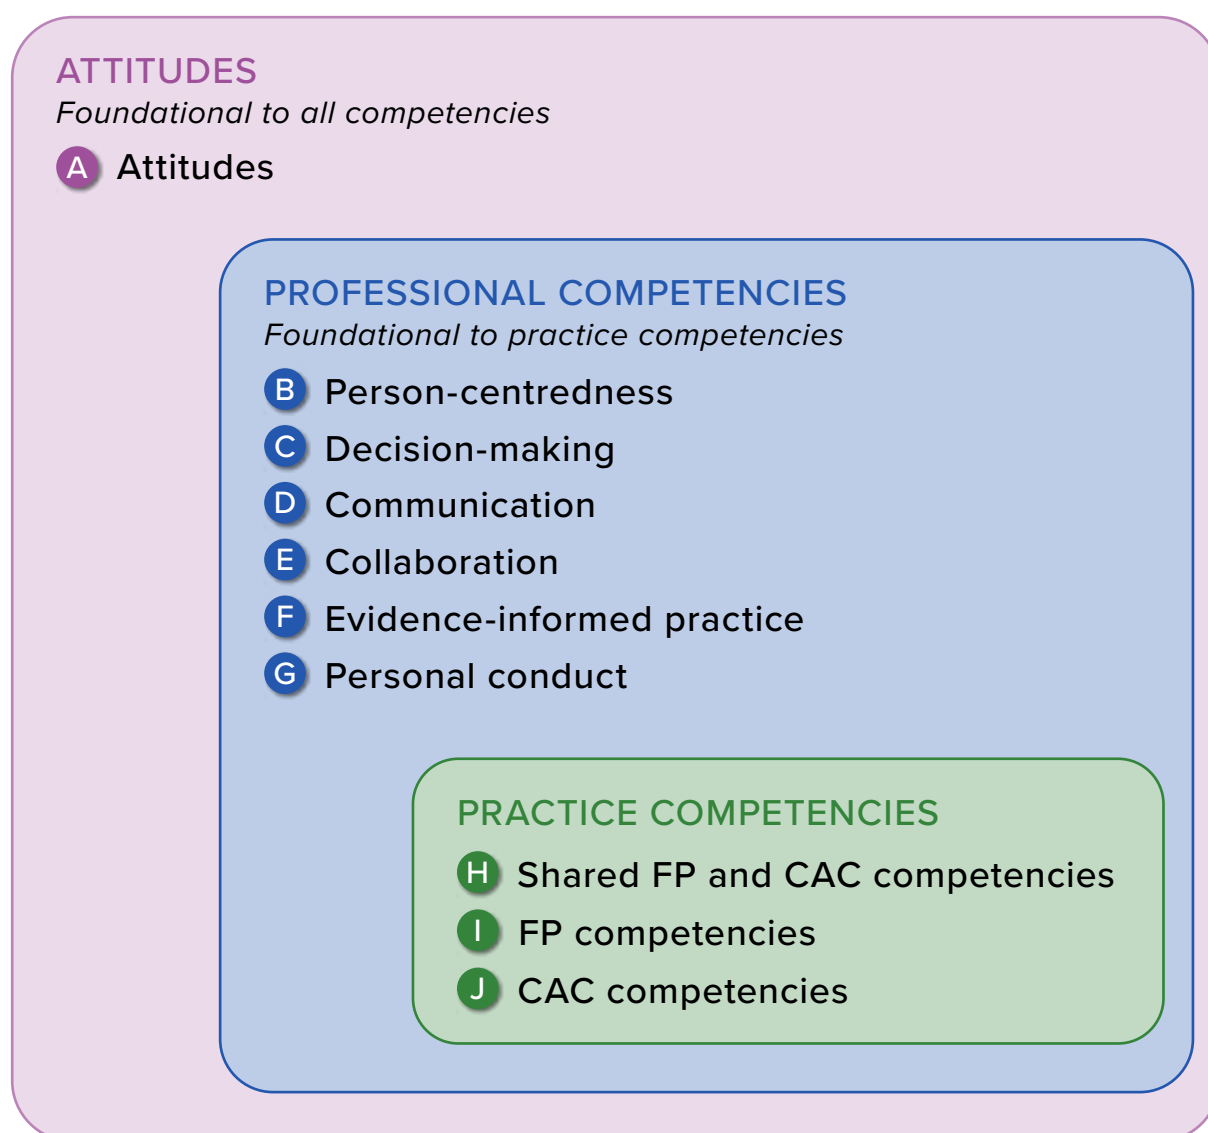 ATTITUDES
Foundational to all competencies
A Attitudes
PROFESSIONAL COMPETENCIES
Foundational to practice competencies
B Person-centredness
C Decision-making
D Communication
E Collaboration
F Evidence-informed practice
G Personal conduct
PRACTICE COMPETENCIES
H Shared FP and CAC competencies
I FP competencies
J CAC competencies